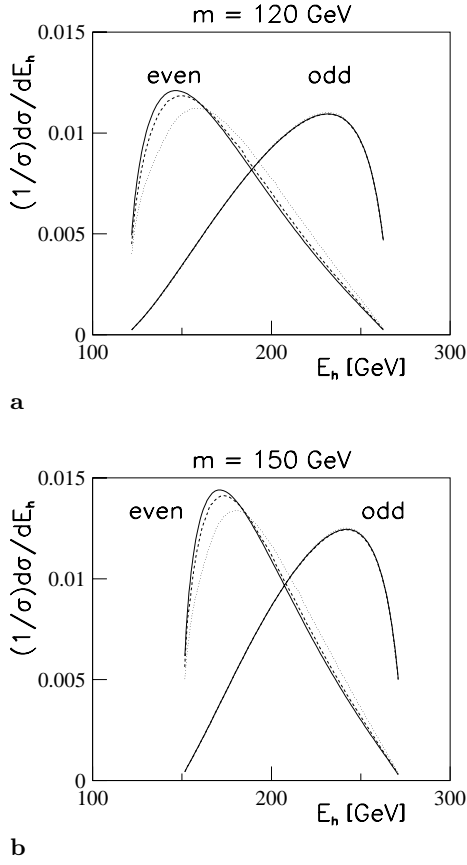 m = 120 GeV
(1/σ)dσ/dE_h
0.015
0.01
0.005
0
even
odd
100
200
300
E_h [GeV]
a
m = 150 GeV
(1/σ)dσ/dE_h
0.015
0.01
0.005
0
even
odd
100
200
300
E_h [GeV]
b